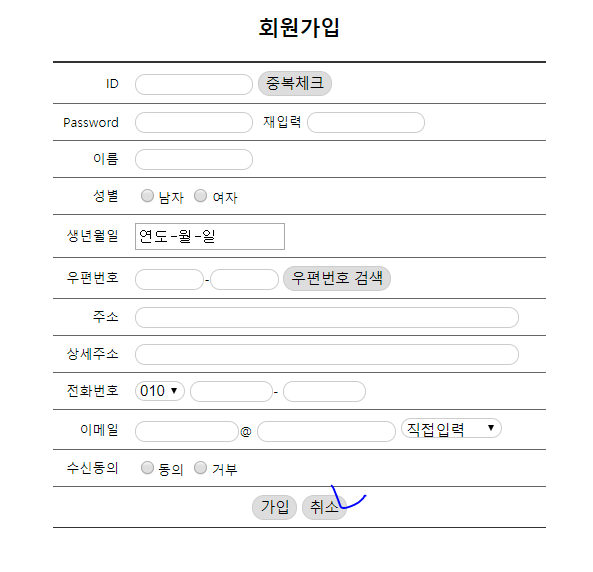 회원가입
ID 중복체크
Password 재입력
이름
성별 남자 여자
생년월일 연도-월-일
우편번호 - 우편번호 검색
주소
상세주소
전화번호 010 -
이메일 @ 직접입력
수신동의 동의 거부
가입 취소